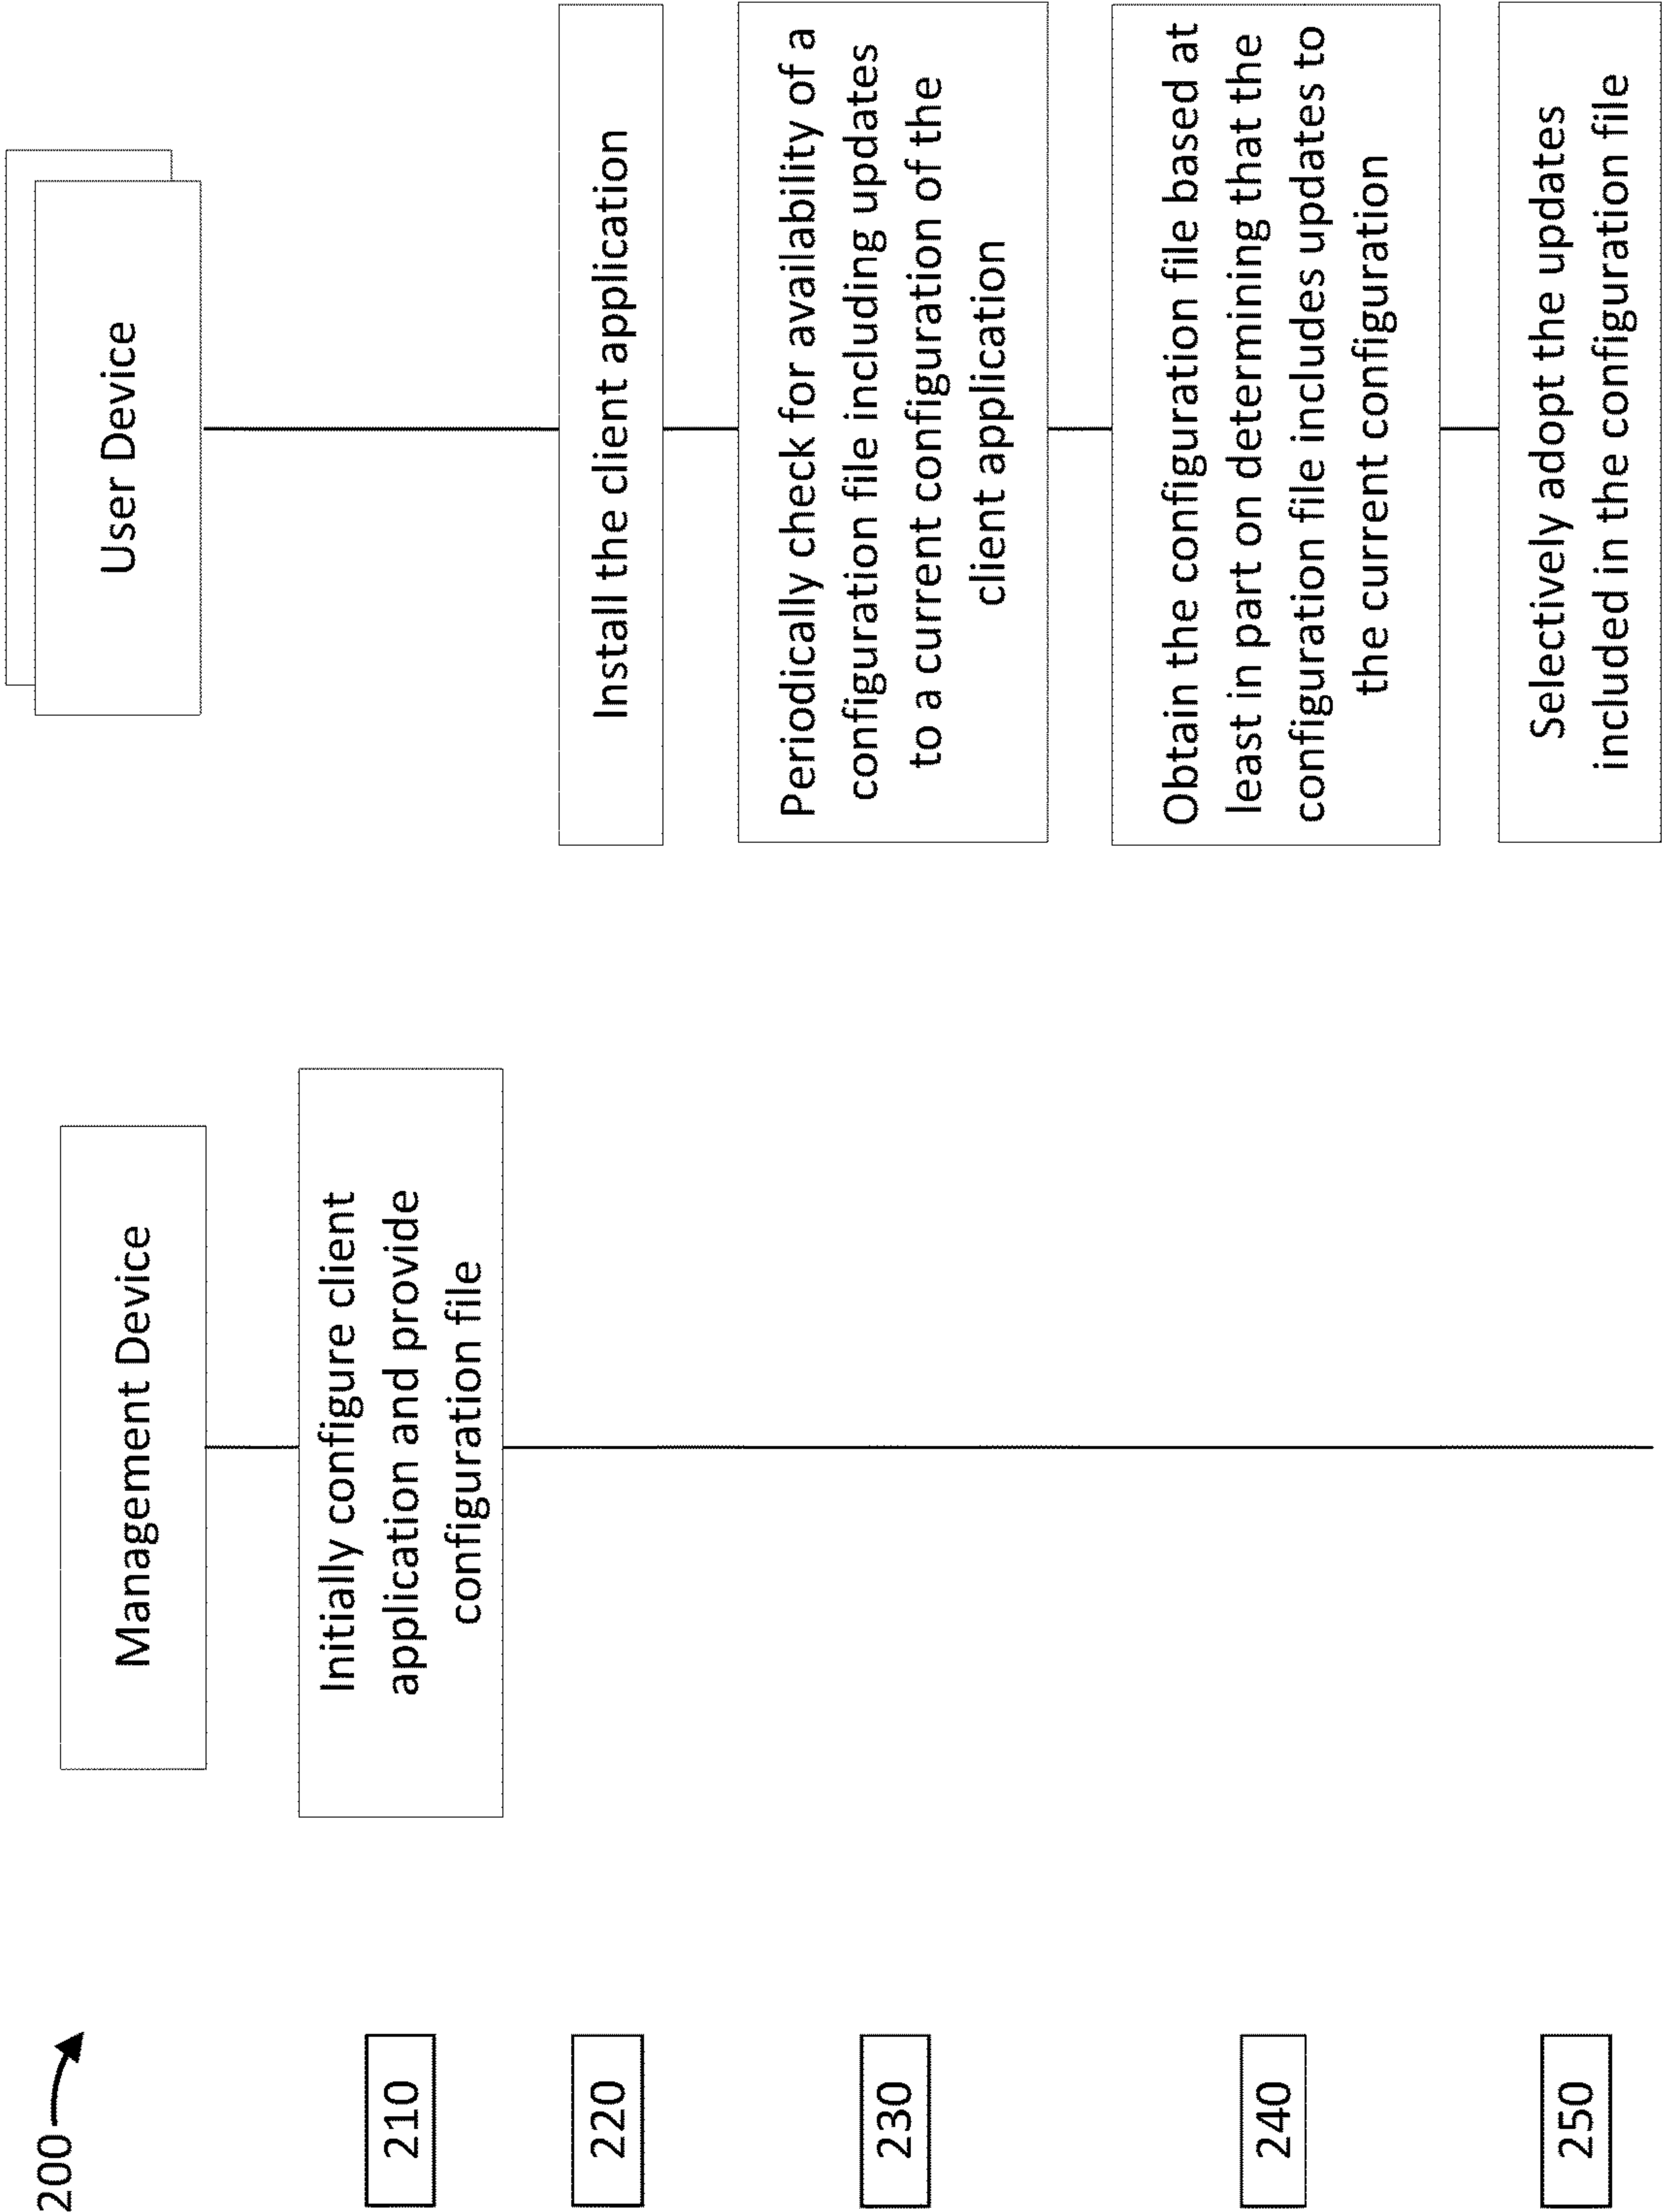 200
Management Device
User Device
210
Initially configure client
application and provide
configuration file
220
Install the client application
230
Periodically check for availability of a
configuration file including updates
to a current configuration of the
client application
240
Obtain the configuration file based at
least in part on determining that the
configuration file includes updates to
the current configuration
250
Selectively adopt the updates
included in the configuration file